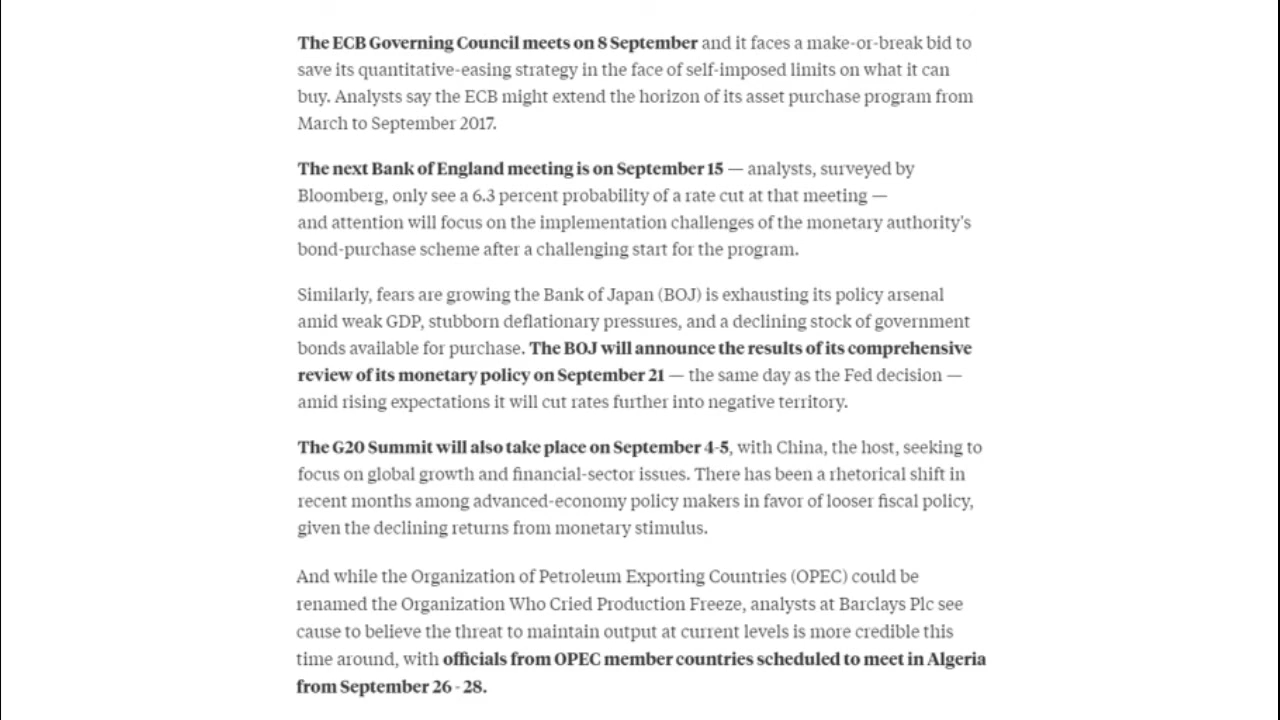 The ECB Governing Council meets on 8 September and it faces a make-or-break bid to
save its quantitative-easing strategy in the face of self-imposed limits on what it can
buy. Analysts say the ECB might extend the horizon of its asset purchase program from
March to September 2017.
The next Bank of England meeting is on September 15 — analysts, surveyed by
Bloomberg, only see a 6.3 percent probability of a rate cut at that meeting —
and attention will focus on the implementation challenges of the monetary authority's
bond-purchase scheme after a challenging start for the program.
Similarly, fears are growing the Bank of Japan (BOJ) is exhausting its policy arsenal
amid weak GDP, stubborn deflationary pressures, and a declining stock of government
bonds available for purchase. The BOJ will announce the results of its comprehensive
review of its monetary policy on September 21 — the same day as the Fed decision —
amid rising expectations it will cut rates further into negative territory.
The G20 Summit will also take place on September 4-5, with China, the host, seeking to
focus on global growth and financial-sector issues. There has been a rhetorical shift in
recent months among advanced-economy policy makers in favor of looser fiscal policy,
given the declining returns from monetary stimulus.
And while the Organization of Petroleum Exporting Countries (OPEC) could be
renamed the Organization Who Cried Production Freeze, analysts at Barclays Plc see
cause to believe the threat to maintain output at current levels is more credible this
time around, with officials from OPEC member countries scheduled to meet in Algeria
from September 26 - 28.